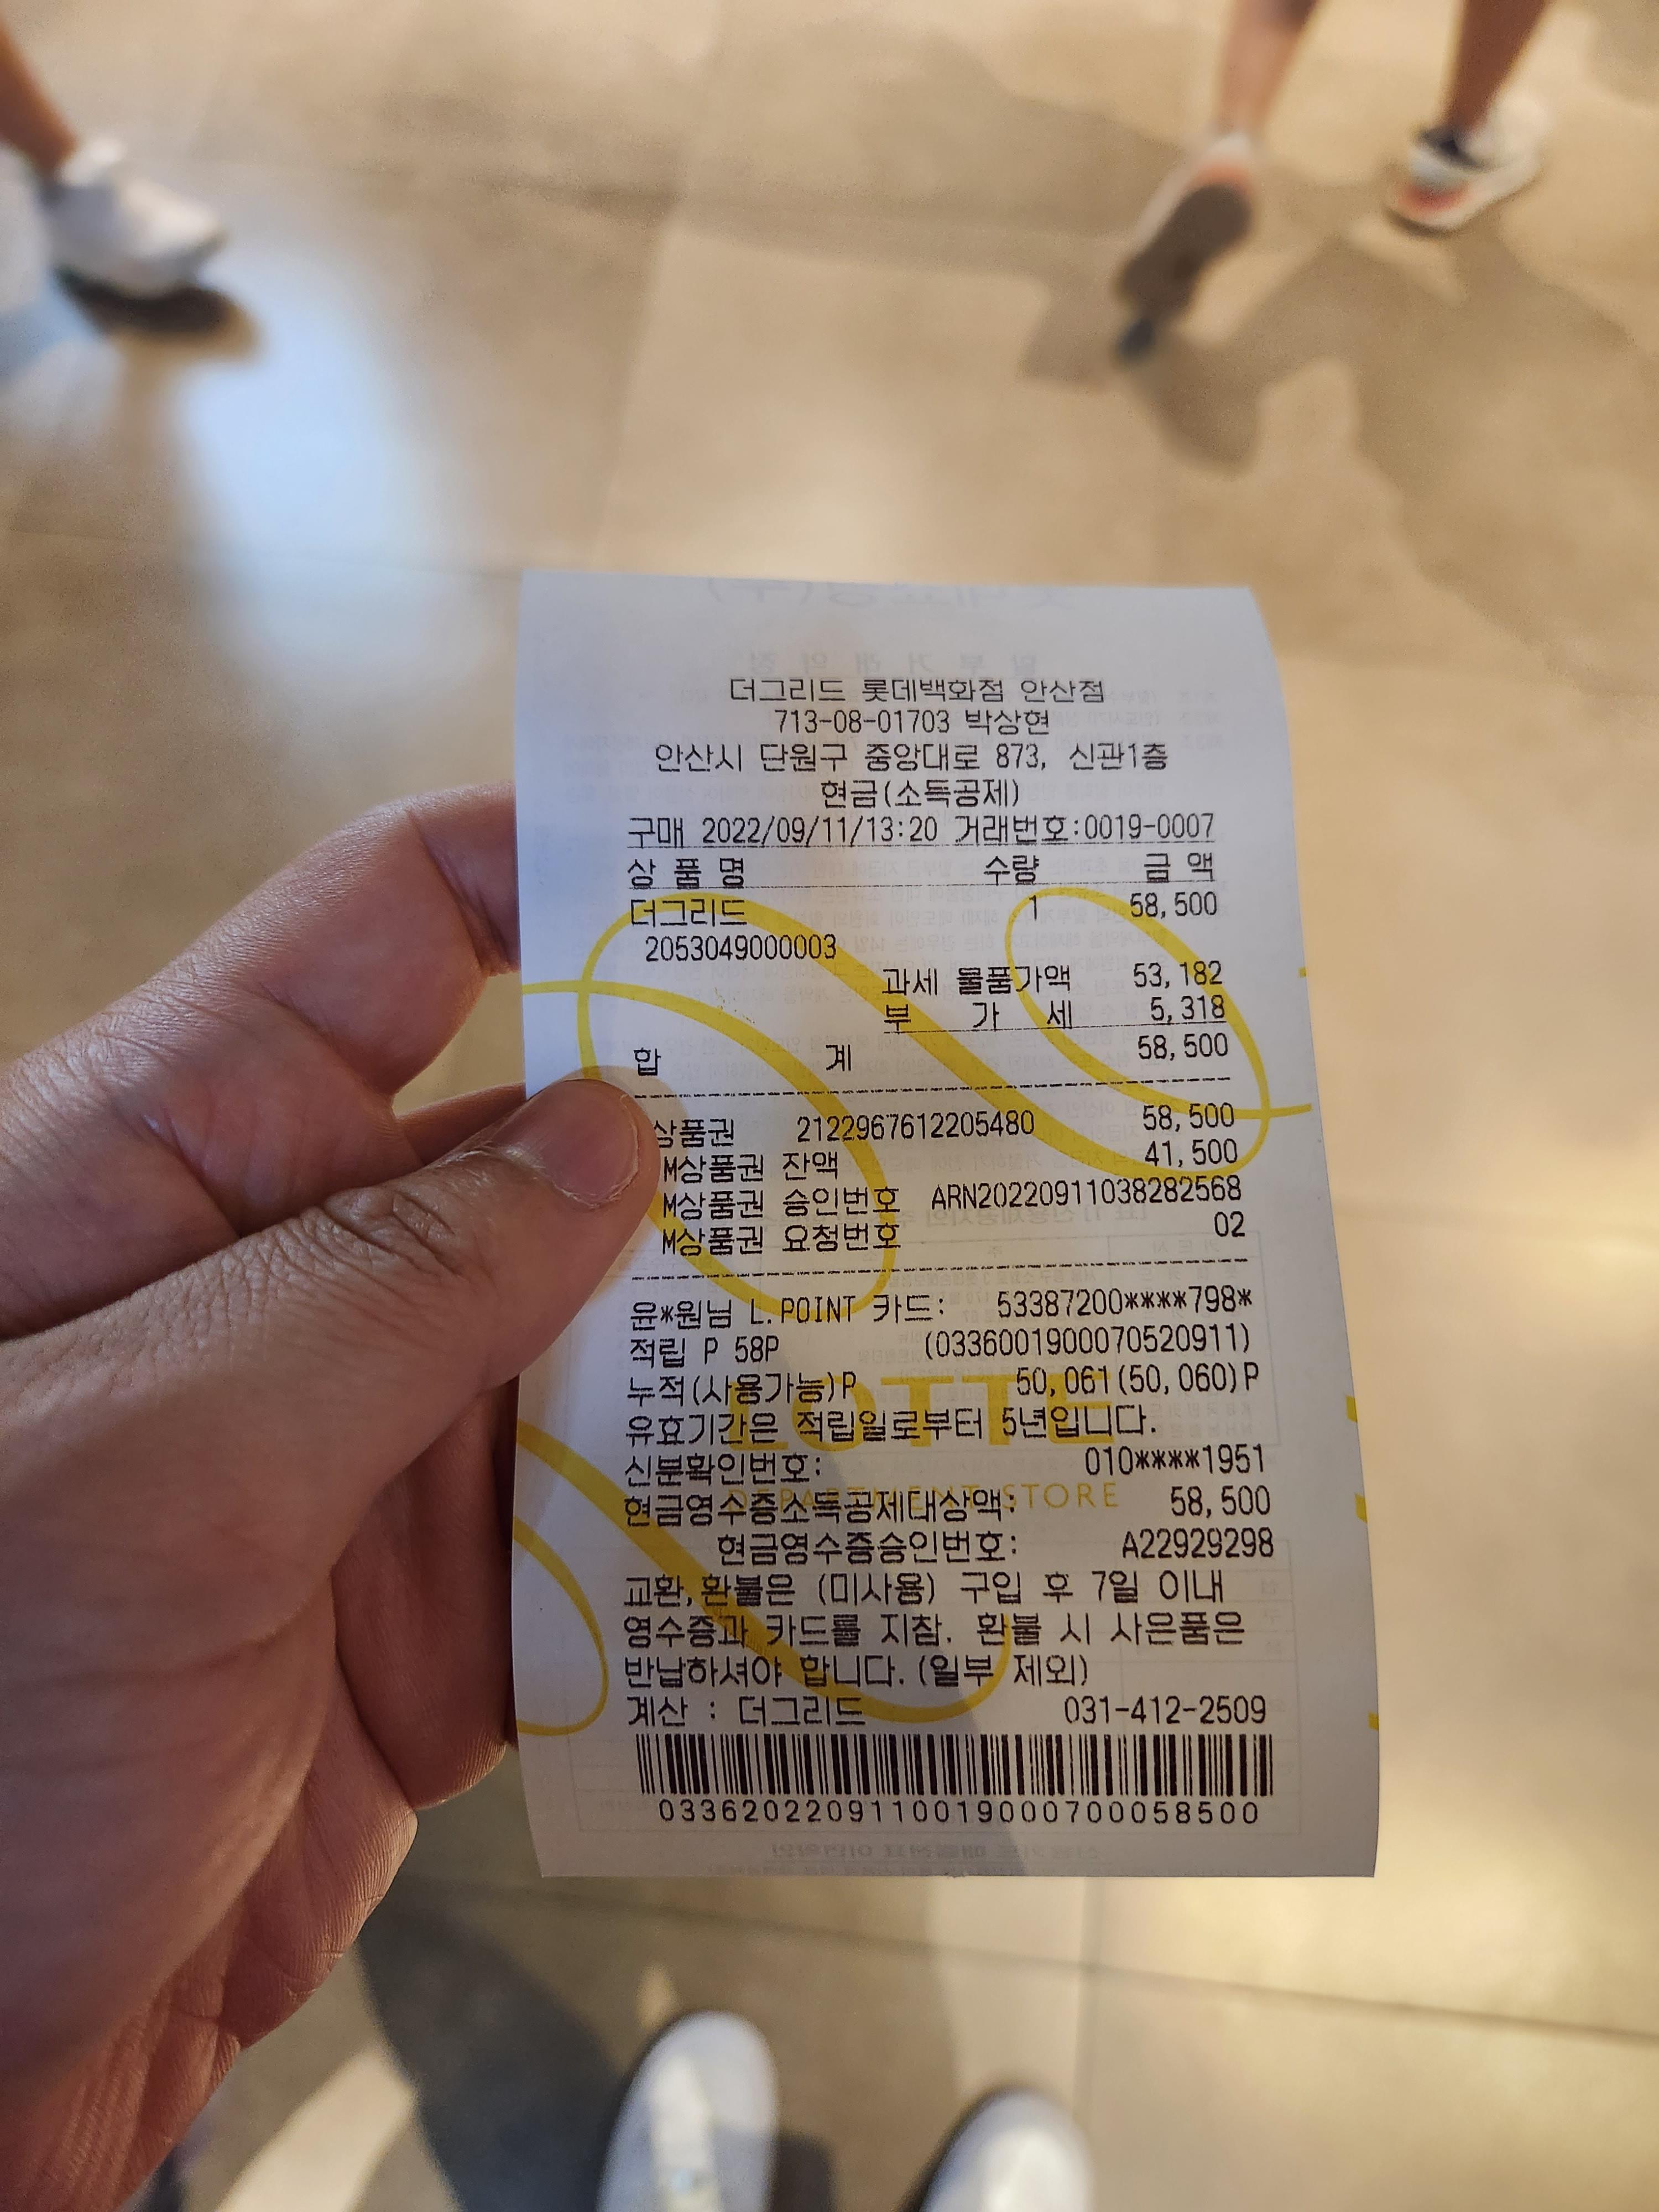 더그리드 롯데백화점 안산점
713-08-01703 박상현
안산시 단원구 중앙대로 873, 신관1층
현금(소득공제)
구매 2022/09/11/13:20 거래번호:0019-0007
상 품 명 수량 금 액
더그리드 1 58,500
2053049000003
과세 물품가액 53,182
부 가 세 5,318
합 계 58,500
상품권 2122967612205480 58,500
M상품권 잔액 41,500
M상품권 승인번호 ARN20220911038282568
M상품권 요청번호 02
윤*원님 L.POINT 카드: 53387200****798*
적립 P 58P (0336001900070520911)
누적(사용가능)P 50,061(50,060)P
유효기간은 적립일로부터 5년입니다.
신분확인번호: 010****1951
현금영수증소득공제대상액: 58,500
현금영수증승인번호: A22929298
교환,환불은 (미사용) 구입 후 7일 이내
영수증과 카드를 지참. 환불 시 사은품은
반납하셔야 합니다.(일부 제외)
계산 : 더그리드 031-412-2509
0336202209110019000700058500
LOTTE
DEPARTMENT STORE